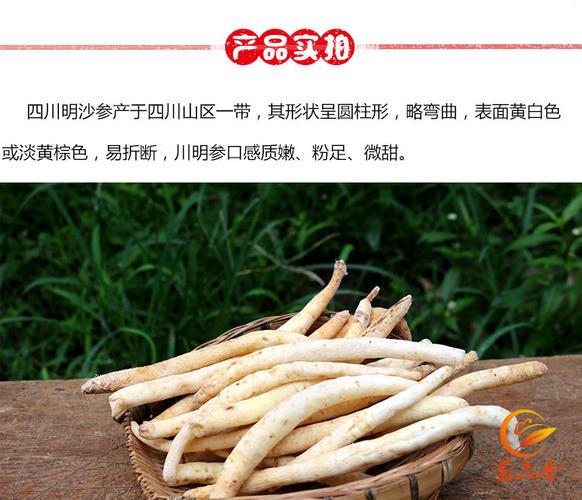 产品实拍
四川明沙参产于四川山区一带，其形状呈圆柱形，略弯曲，表面黄白色
或淡黄棕色，易折断，川明参口感质嫩、粉足、微甜。